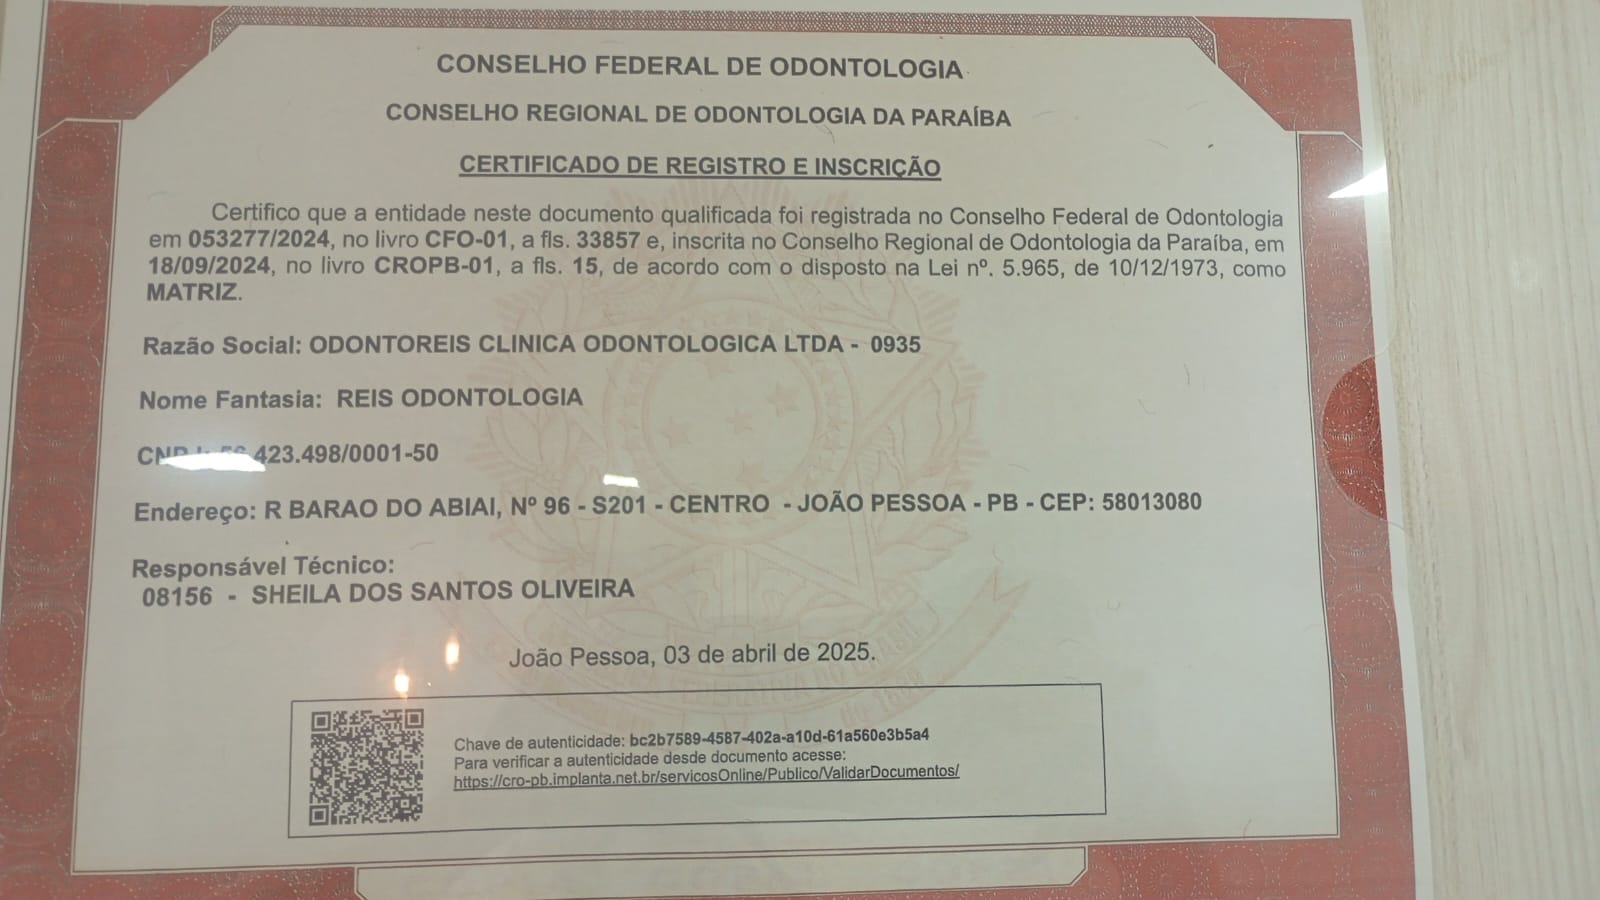 CONSELHO FEDERAL DE ODONTOLOGIA
CONSELHO REGIONAL DE ODONTOLOGIA DA PARAÍBA
CERTIFICADO DE REGISTRO E INSCRIÇÃO
Certifico que a entidade neste documento qualificada foi registrada no Conselho Federal de Odontologia
em 053277/2024, no livro CFO-01, a fls. 33857 e, inscrita no Conselho Regional de Odontologia da Paraíba, em
18/09/2024, no livro CROPB-01, a fls. 15, de acordo com o disposto na Lei nº. 5.965, de 10/12/1973, como
MATRIZ.
Razão Social: ODONTOREIS CLINICA ODONTOLOGICA LTDA - 0935
Nome Fantasia: REIS ODONTOLOGIA
423.498/0001-50
Endereço: R BARAO DO ABIAI, Nº 96 - S201 - CENTRO - JOÃO PESSOA - PB - CEP: 58013080
Responsável Técnico:
08156 - SHEILA DOS SANTOS OLIVEIRA
João Pessoa, 03 de abril de 2025.
Chave de autenticidade: bc2b7589-4587-402a-a10d-61a560e3b5a4
Para verificar a autenticidade desde documento acesse:
https://cro-pb.implanta.net.br/servicosOnline/Publico/ValidarDocumentos/